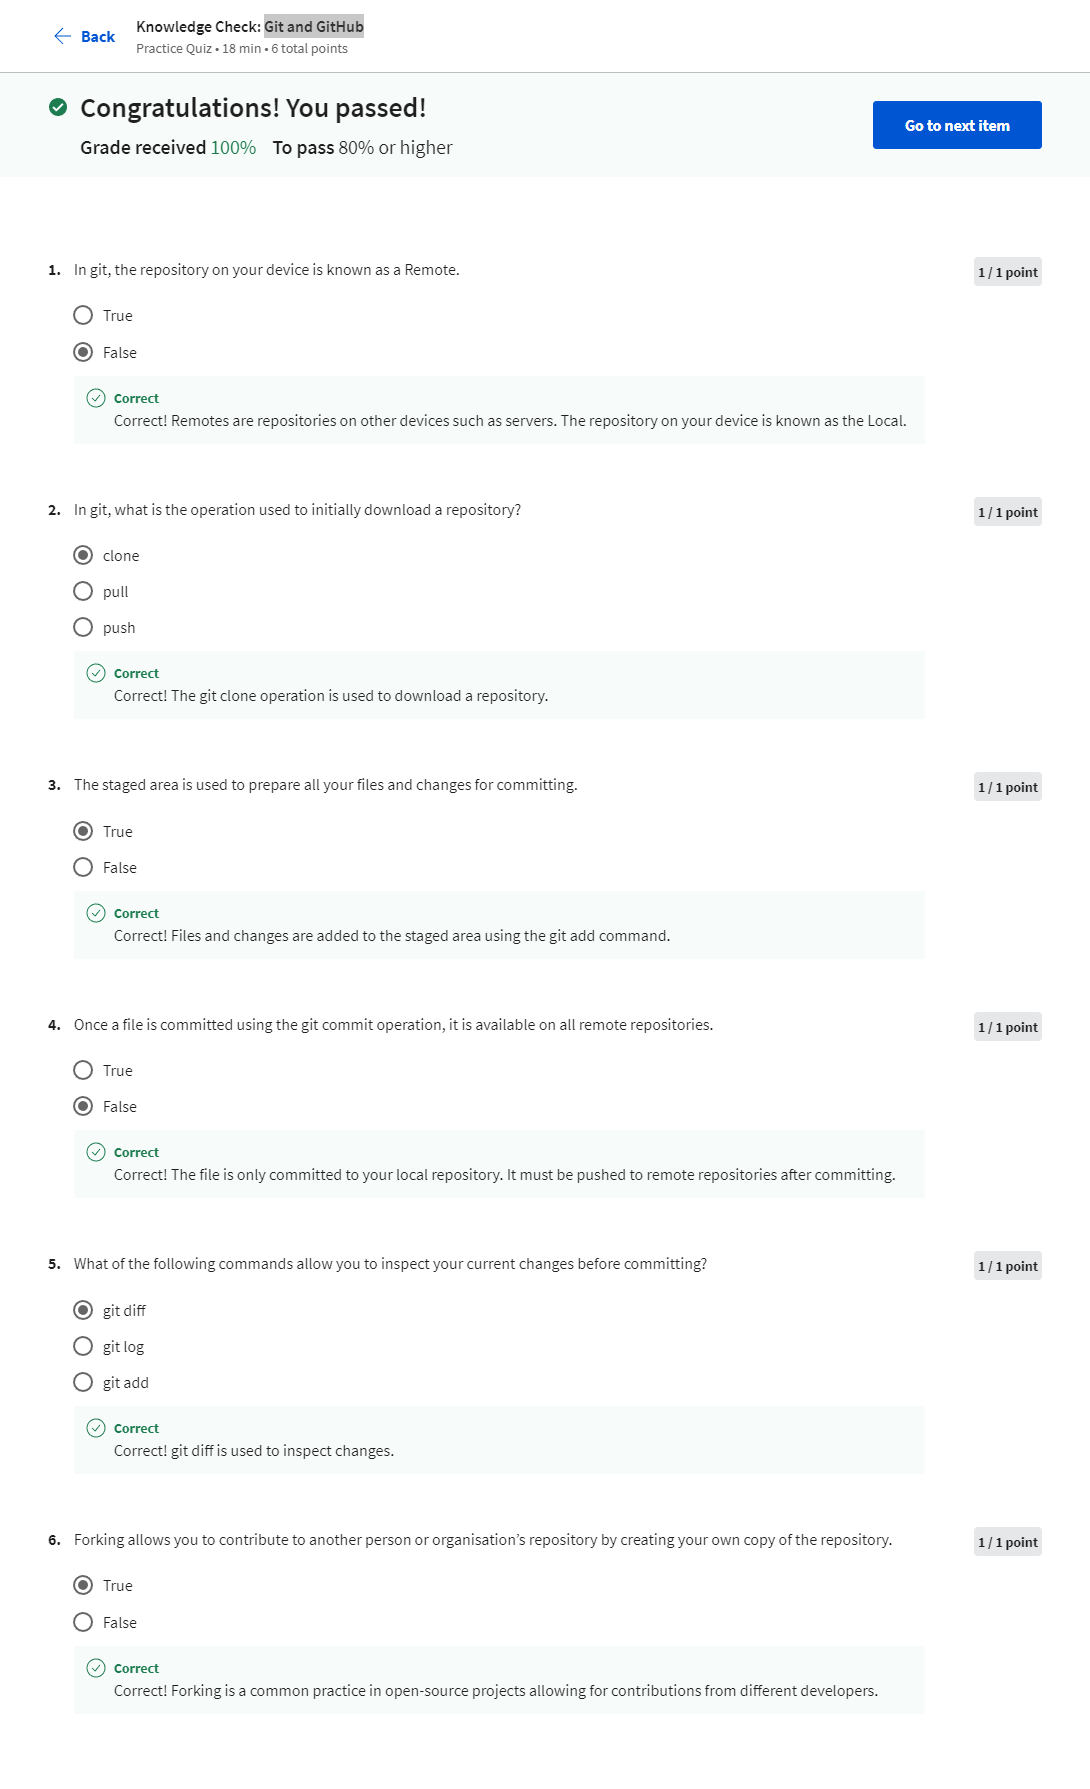 Back
Knowledge Check: Git and GitHub
Practice Quiz • 18 min • 6 total points
Congratulations! You passed!
Grade received 100% To pass 80% or higher
Go to next item
1. In git, the repository on your device is known as a Remote.
1 / 1 point
True
False
Correct
Correct! Remotes are repositories on other devices such as servers. The repository on your device is known as the Local.
2. In git, what is the operation used to initially download a repository?
1 / 1 point
clone
pull
push
Correct
Correct! The git clone operation is used to download a repository.
3. The staged area is used to prepare all your files and changes for committing.
1 / 1 point
True
False
Correct
Correct! Files and changes are added to the staged area using the git add command.
4. Once a file is committed using the git commit operation, it is available on all remote repositories.
1 / 1 point
True
False
Correct
Correct! The file is only committed to your local repository. It must be pushed to remote repositories after committing.
5. What of the following commands allow you to inspect your current changes before committing?
1 / 1 point
git diff
git log
git add
Correct
Correct! git diff is used to inspect changes.
6. Forking allows you to contribute to another person or organisation’s repository by creating your own copy of the repository.
1 / 1 point
True
False
Correct
Correct! Forking is a common practice in open-source projects allowing for contributions from different developers.